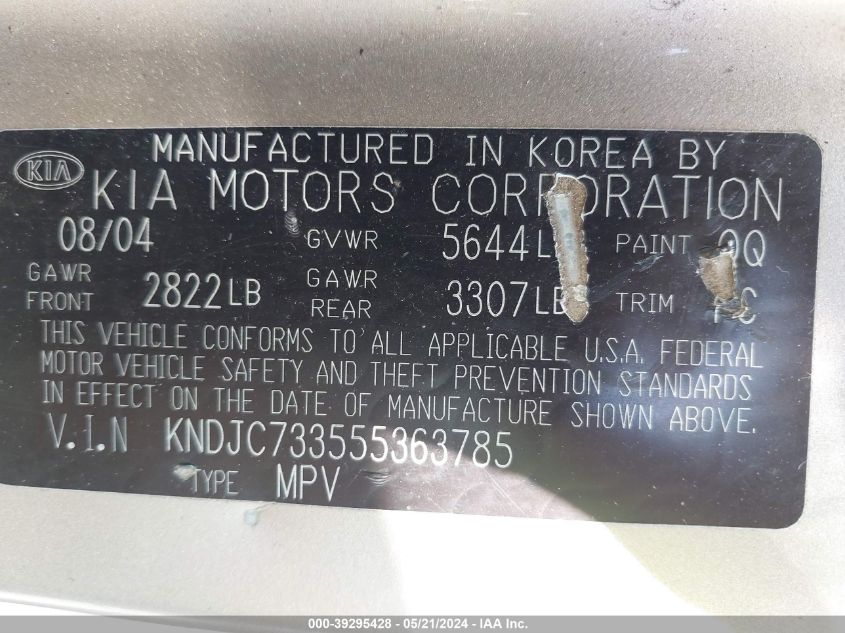 MANUFACTURED IN KOREA BY
KIA
KIA MOTORS CORPORATION
08/04 GVWR 5644L PAINT
GAWR FRONT 2822LB GAWR REAR 3307LB TRIM
THIS VEHICLE CONFORMS TO ALL APPLICABLE U.S.A. FEDERAL
MOTOR VEHICLE SAFETY AND THEFT PREVENTION STANDARDS
IN EFFECT ON THE DATE OF MANUFACTURE SHOWN ABOVE.
V.I.N KNDJC733555363785
TYPE MPV
000-39295428 - 05/21/2024 - IAA Inc.